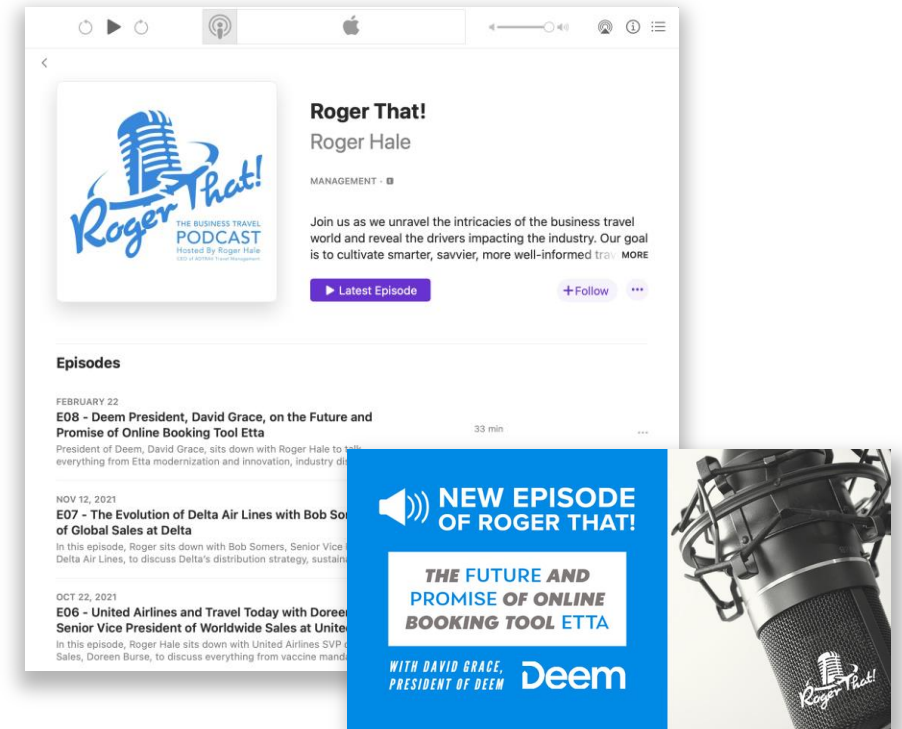 Roger That!
THE BUSINESS TRAVEL
PODCAST
Hosted By Roger Hale
CEO of ADTRAV Travel Management
Roger That!
Roger Hale
MANAGEMENT -
Join us as we unravel the intricacies of the business travel
world and reveal the drivers impacting the industry. Our goal
is to cultivate smarter, savvier, more well-informed MORE
Latest Episode
+Follow
Episodes
FEBRUARY 22
E08 - Deem President, David Grace, on the Future and
Promise of Online Booking Tool Etta
33 min
President of Deem, David Grace, sits down with Roger Hale to talk
everything from Etta modernization and innovation, industry
NOV 12, 2021
E07 - The Evolution of Delta Air Lines with Bob
of Global Sales at Delta
In this episode, Roger sits down with Bob Somers, Senior Vice
Delta Air Lines, to discuss Delta's distribution strategy,
OCT 22, 2021
E06 - United Airlines and Travel Today with
Senior Vice President of Worldwide Sales at
In this episode, Roger Hale sits down with United Airlines SVP
Sales, Doreen Burse, to discuss everything from vaccine
NEW EPISODE
OF ROGER THAT!
THE FUTURE AND
PROMISE OF ONLINE
BOOKING TOOL ETTA
WITH DAVID GRACE,
PRESIDENT OF DEEM
Deem
Roger That!